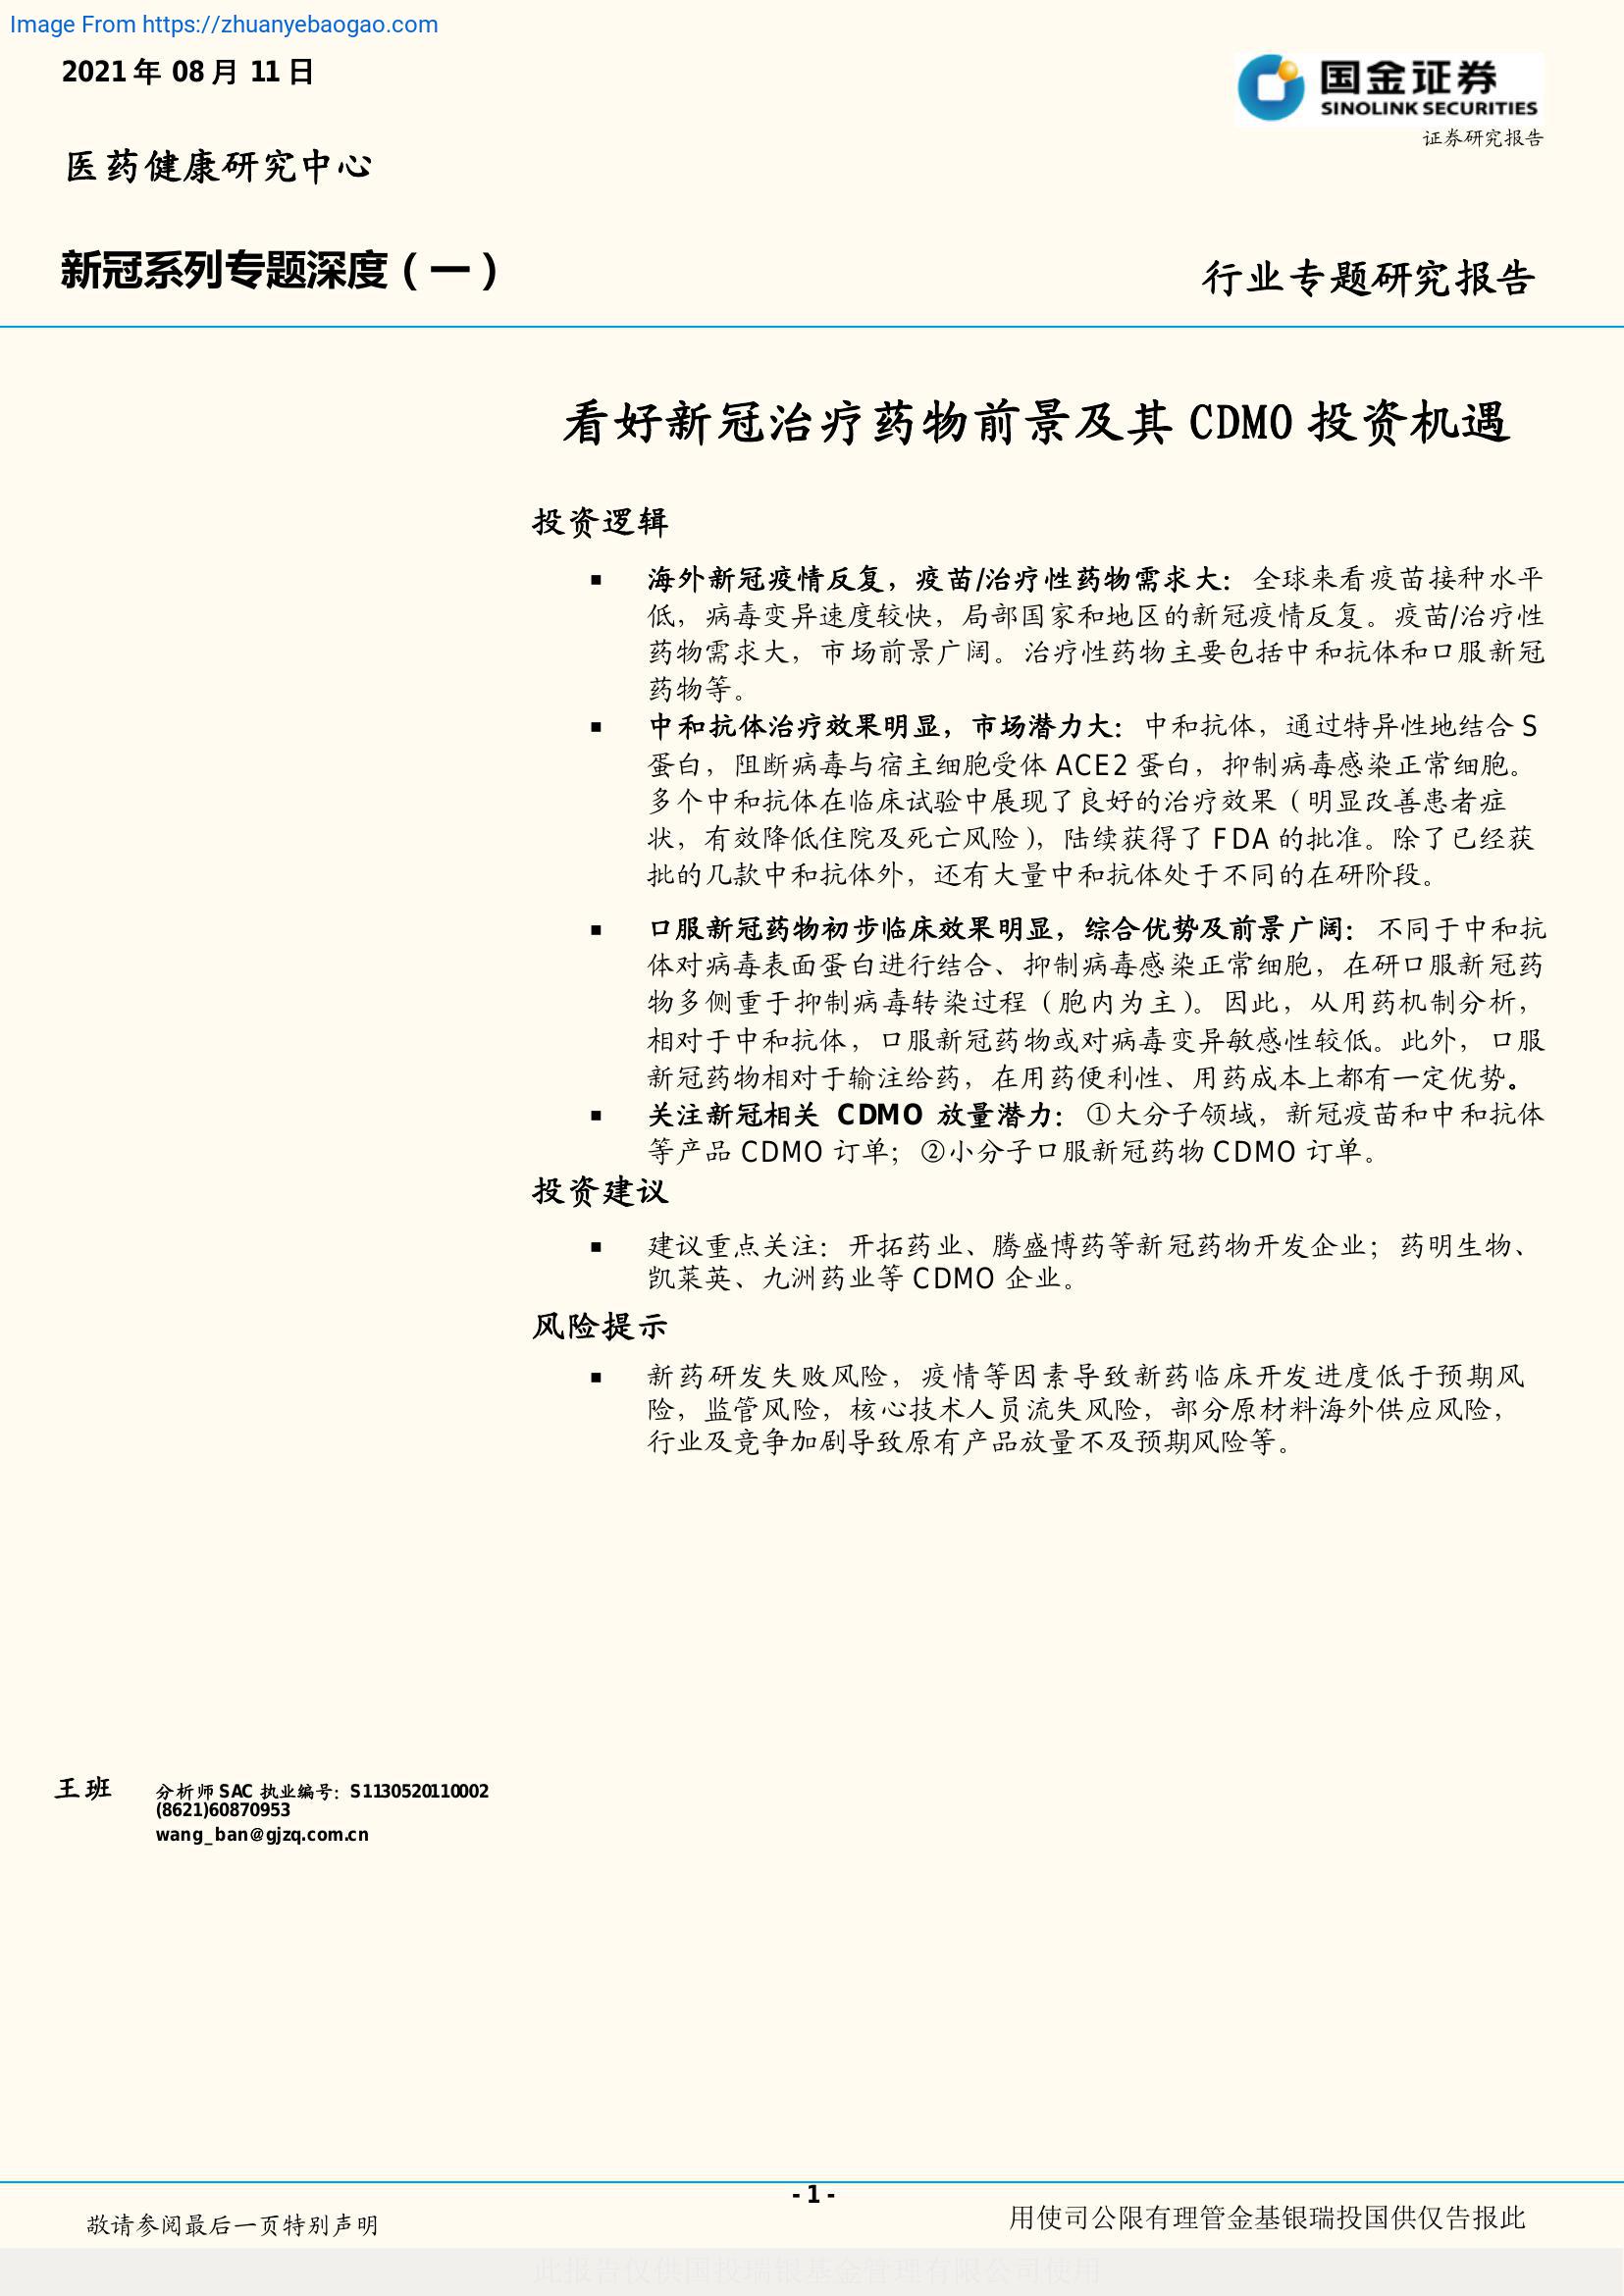 Image From https://zhuanyebaogao.com
2021 年 08 月 11 日
国金证券
SINOLINK SECURITIES
证券研究报告
医药健康研究中心
新冠系列专题深度（一）
行业专题研究报告
看好新冠治疗药物前景及其 CDMO 投资机遇
投资逻辑
■ 海外新冠疫情反复，疫苗/治疗性药物需求大：全球来看疫苗接种水平
低，病毒变异速度较快，局部国家和地区的新冠疫情反复。疫苗/治疗性
药物需求大，市场前景广阔。治疗性药物主要包括中和抗体和口服新冠
药物等。
■ 中和抗体治疗效果明显，市场潜力大：中和抗体，通过特异性地结合 S
蛋白，阻断病毒与宿主细胞受体 ACE2 蛋白，抑制病毒感染正常细胞。
多个中和抗体在临床试验中展现了良好的治疗效果（明显改善患者症
状，有效降低住院及死亡风险），陆续获得了 FDA 的批准。除了已经获
批的几款中和抗体外，还有大量中和抗体处于不同的在研阶段。
■ 口服新冠药物初步临床效果明显，综合优势及前景广阔：不同于中和抗
体对病毒表面蛋白进行结合、抑制病毒感染正常细胞，在研口服新冠药
物多侧重于抑制病毒转染过程（胞内为主）。因此，从用药机制分析，
相对于中和抗体，口服新冠药物或对病毒变异敏感性较低。此外，口服
新冠药物相对于输注给药，在用药便利性、用药成本上都有一定优势。
■ 关注新冠相关 CDMO 放量潜力：①大分子领域，新冠疫苗和中和抗体
等产品 CDMO 订单；②小分子口服新冠药物 CDMO 订单。
投资建议
■ 建议重点关注：开拓药业、腾盛博药等新冠药物开发企业；药明生物、
凯莱英、九洲药业等 CDMO 企业。
风险提示
■ 新药研发失败风险，疫情等因素导致新药临床开发进度低于预期风
险，监管风险，核心技术人员流失风险，部分原材料海外供应风险，
行业及竞争加剧导致原有产品放量不及预期风险等。
王班 分析师 SAC 执业编号：S1130520110002
(8621)60870953
wang_ban@gjzq.com.cn
- 1 -
敬请参阅最后一页特别声明
用使司公限有理管金基银瑞投国供仅告报此
此报告仅供国投瑞银基金管理有限公司使用